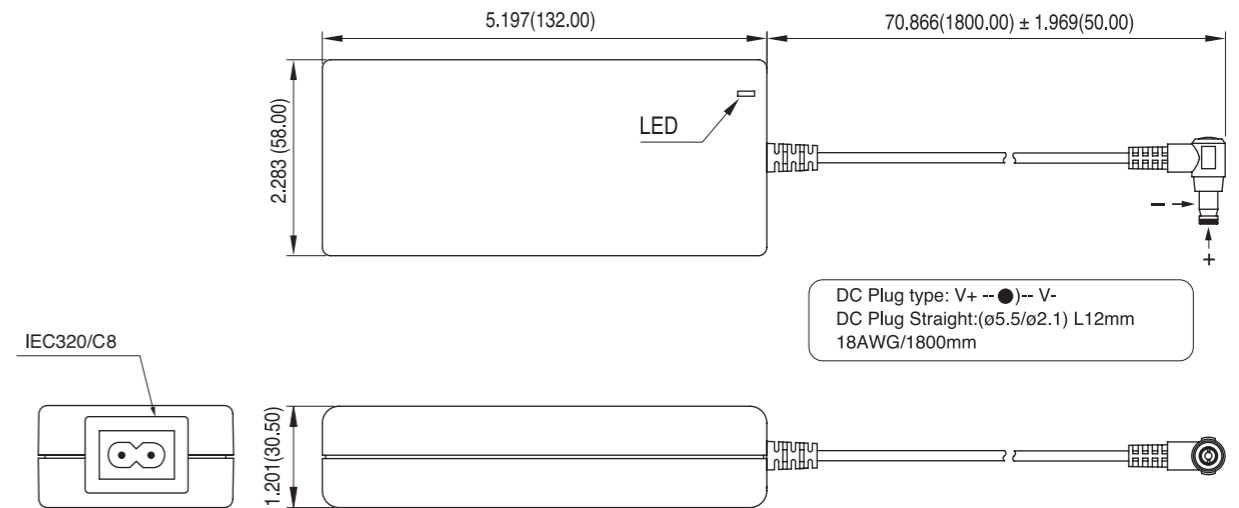 5.197(132.00)
70.866(1800.00) ± 1.969(50.00)
2.283 (58.00)
LED
–
+
DC Plug type: V+ --●)-- V-
DC Plug Straight:(ø5.5/ø2.1) L12mm
18AWG/1800mm
IEC320/C8
1.201(30.50)